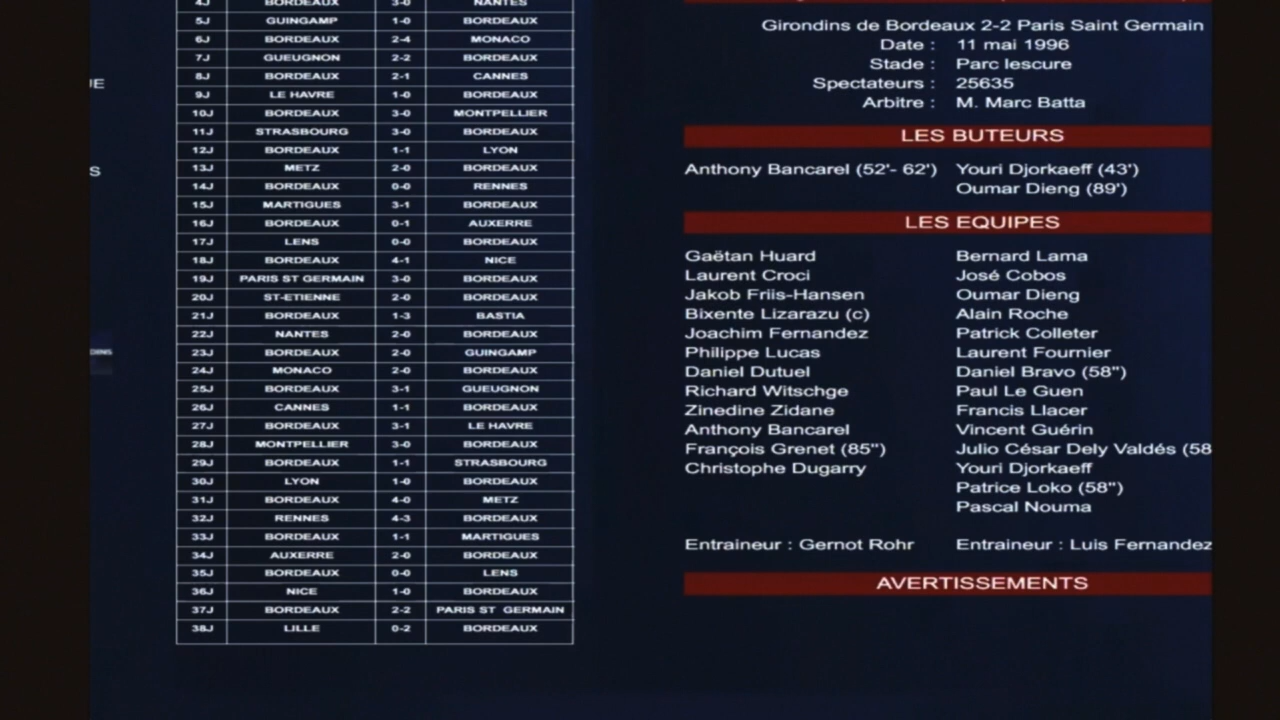 4J BORDEAUX 3-0 NANTES
5J GUINGAMP 1-0 BORDEAUX
6J BORDEAUX 2-4 MONACO
7J GUEUGNON 2-2 BORDEAUX
8J BORDEAUX 2-1 CANNES
9J LE HAVRE 1-0 BORDEAUX
10J BORDEAUX 3-0 MONTPELLIER
11J STRASBOURG 3-0 BORDEAUX
12J BORDEAUX 1-1 LYON
13J METZ 2-0 BORDEAUX
14J BORDEAUX 0-0 RENNES
15J MARTIGUES 3-1 BORDEAUX
16J BORDEAUX 0-1 AUXERRE
17J LENS 0-0 BORDEAUX
18J BORDEAUX 4-1 NICE
19J PARIS ST GERMAIN 3-0 BORDEAUX
20J ST-ETIENNE 2-0 BORDEAUX
21J BORDEAUX 1-3 BASTIA
22J NANTES 2-0 BORDEAUX
23J BORDEAUX 2-0 GUINGAMP
24J MONACO 2-0 BORDEAUX
25J BORDEAUX 3-1 GUEUGNON
26J CANNES 1-1 BORDEAUX
27J BORDEAUX 3-1 LE HAVRE
28J MONTPELLIER 3-0 BORDEAUX
29J BORDEAUX 1-1 STRASBOURG
30J LYON 1-0 BORDEAUX
31J BORDEAUX 4-0 METZ
32J RENNES 4-3 BORDEAUX
33J BORDEAUX 1-1 MARTIGUES
34J AUXERRE 2-0 BORDEAUX
35J BORDEAUX 0-0 LENS
36J NICE 1-0 BORDEAUX
37J BORDEAUX 2-2 PARIS ST GERMAIN
38J LILLE 0-2 BORDEAUX
Girondins de Bordeaux 2-2 Paris Saint Germain
Date : 11 mai 1996
Stade : Parc lescure
Spectateurs : 25635
Arbitre : M. Marc Batta
LES BUTEURS
Anthony Bancarel (52'- 62') Youri Djorkaeff (43')
Oumar Dieng (89')
LES EQUIPES
Gaëtan Huard Bernard Lama
Laurent Croci José Cobos
Jakob Friis-Hansen Oumar Dieng
Bixente Lizarazu (c) Alain Roche
Joachim Fernandez Patrick Colleter
Philippe Lucas Laurent Fournier
Daniel Dutuel Daniel Bravo (58")
Richard Witschge Paul Le Guen
Zinedine Zidane Francis Llacer
Anthony Bancarel Vincent Guérin
François Grenet (85") Julio César Dely Valdés (58
Christophe Dugarry Youri Djorkaeff
Patrice Loko (58")
Pascal Nouma
Entraineur : Gernot Rohr Entraineur : Luis Fernandez
AVERTISSEMENTS